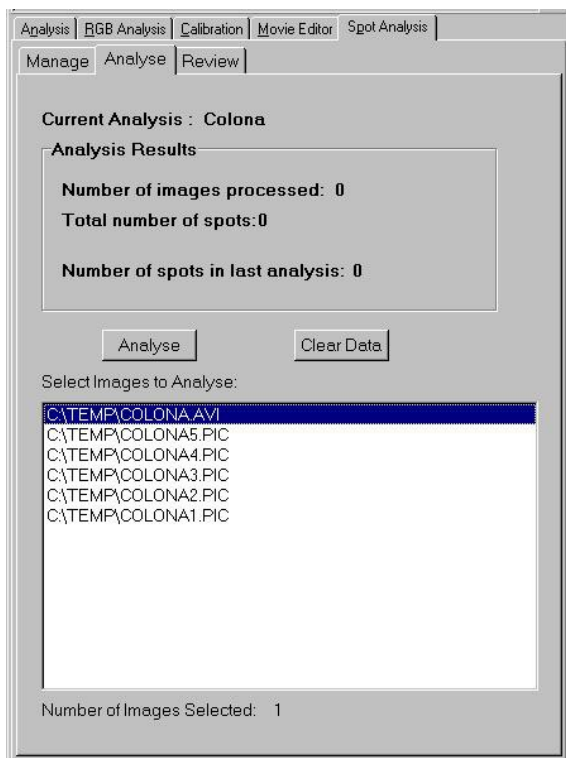 Analysis RGB Analysis Calibration Movie Editor Spot Analysis
Manage Analyse Review
Current Analysis : Colona
Analysis Results
Number of images processed: 0
Total number of spots:0
Number of spots in last analysis: 0
Analyse Clear Data
Select Images to Analyse:
C:\TEMP\COLONA.AVI
C:\TEMP\COLONA5.PIC
C:\TEMP\COLONA4.PIC
C:\TEMP\COLONA3.PIC
C:\TEMP\COLONA2.PIC
C:\TEMP\COLONA1.PIC
Number of Images Selected: 1